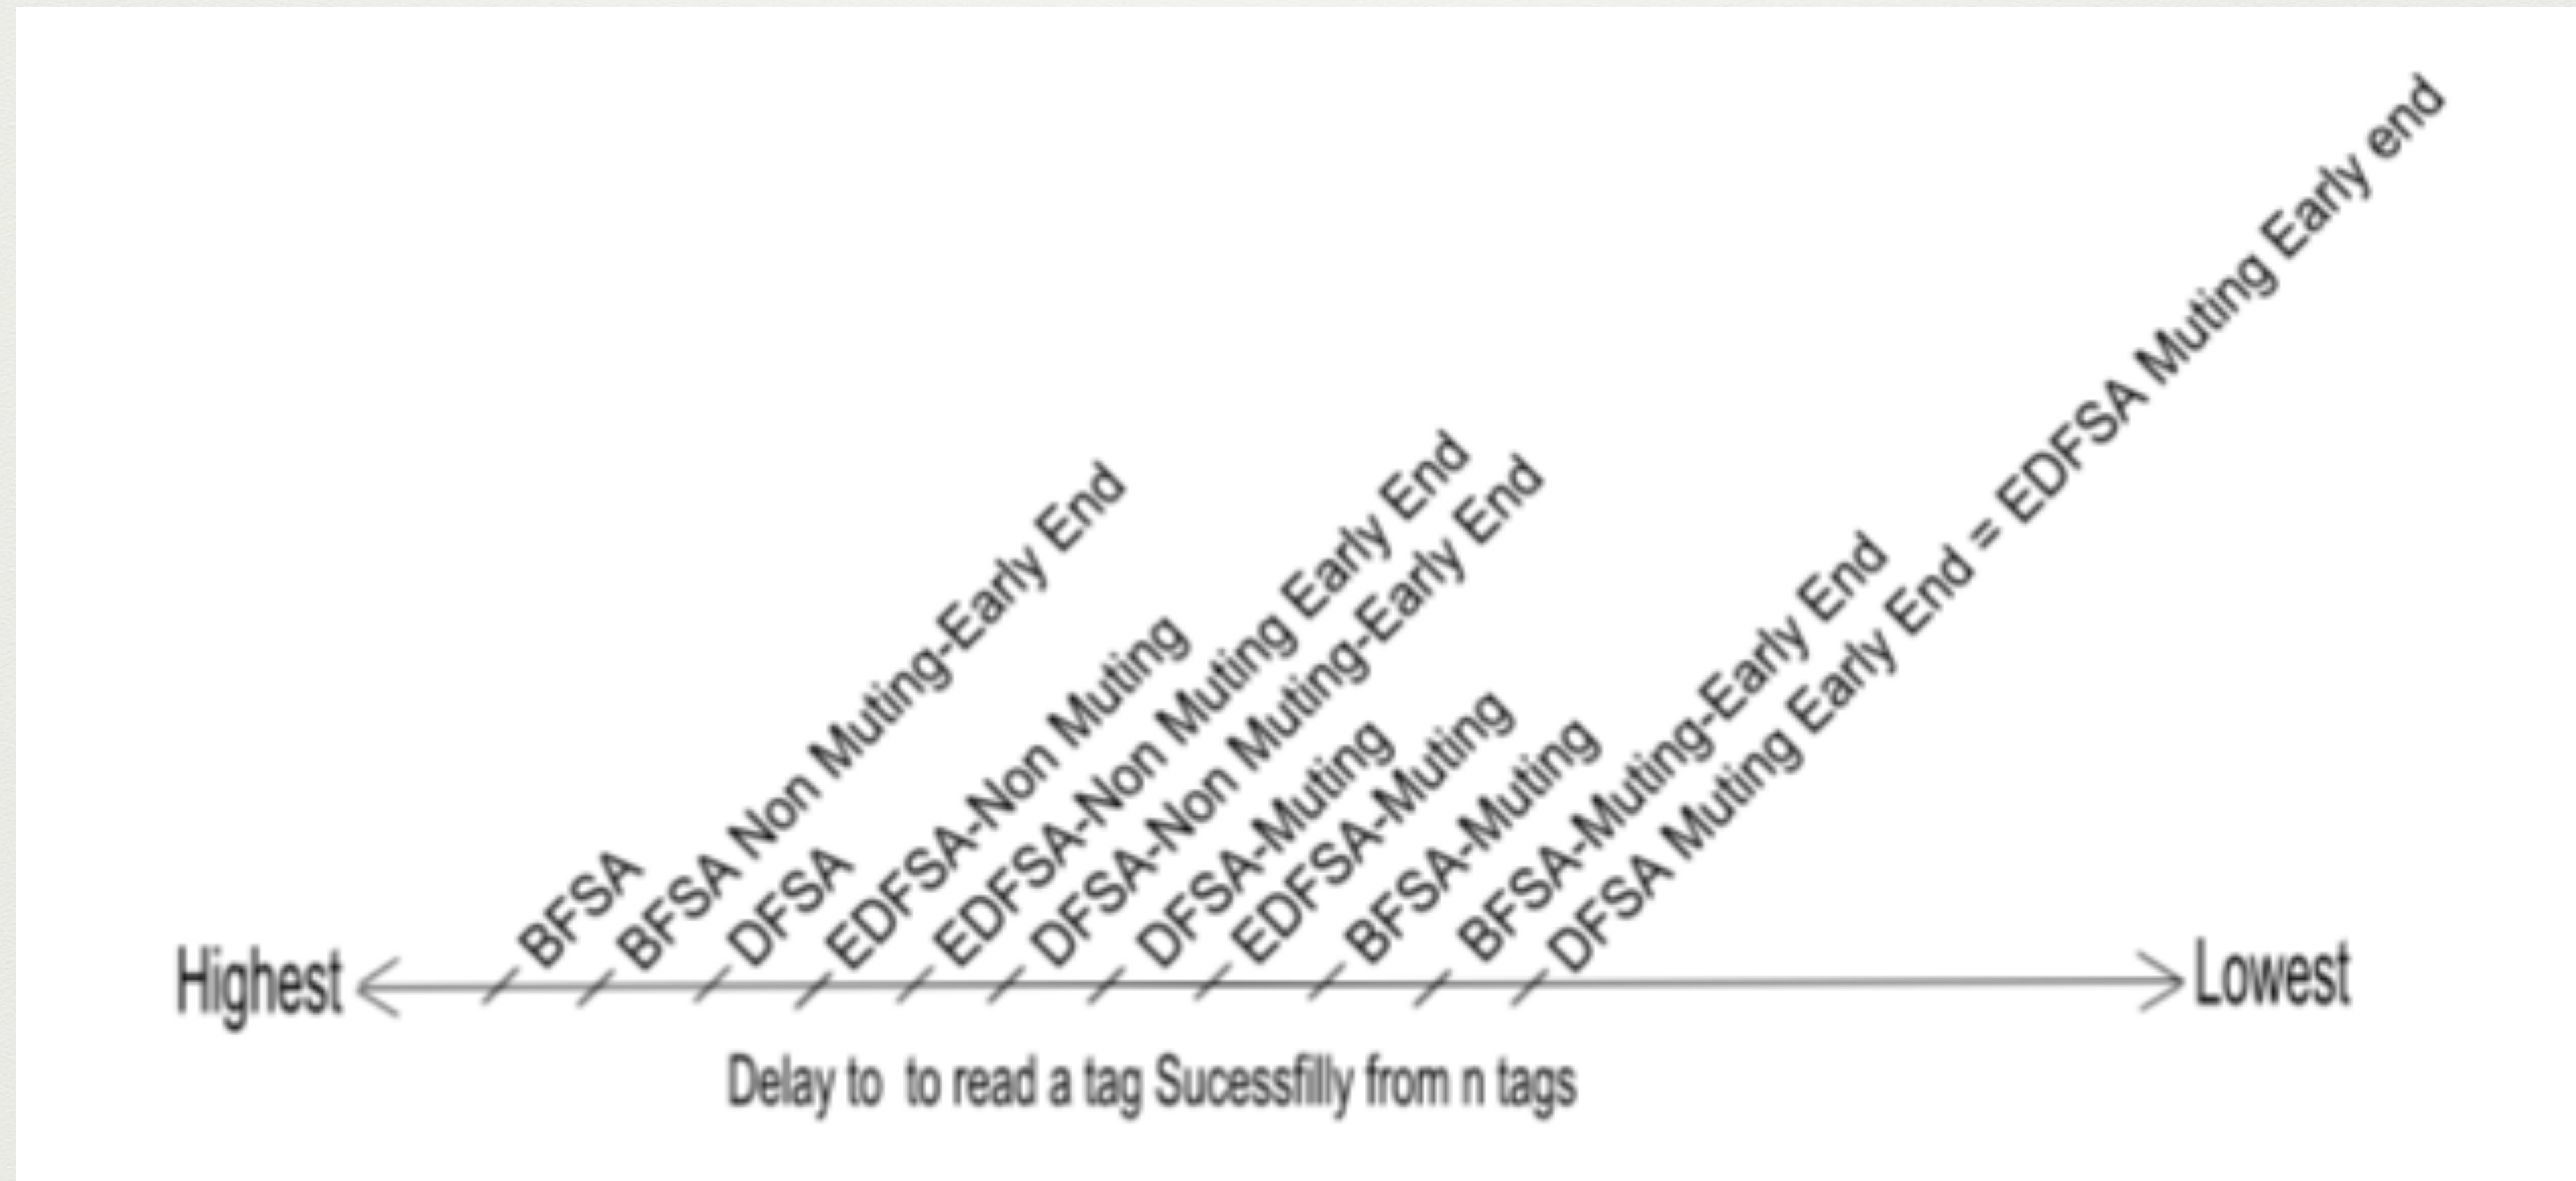 BFSA
BFSA Non Muting-Early End
DFSA
EDFSA-Non Muting
EDFSA-Non Muting Early End
DFSA-Non Muting-Early End
DFSA-Muting
EDFSA-Muting
BFSA-Muting
BFSA-Muting-Early End
DFSA Muting Early End = EDFSA Muting Early end
Highest
Lowest
Delay to to read a tag Sucessfilly from n tags